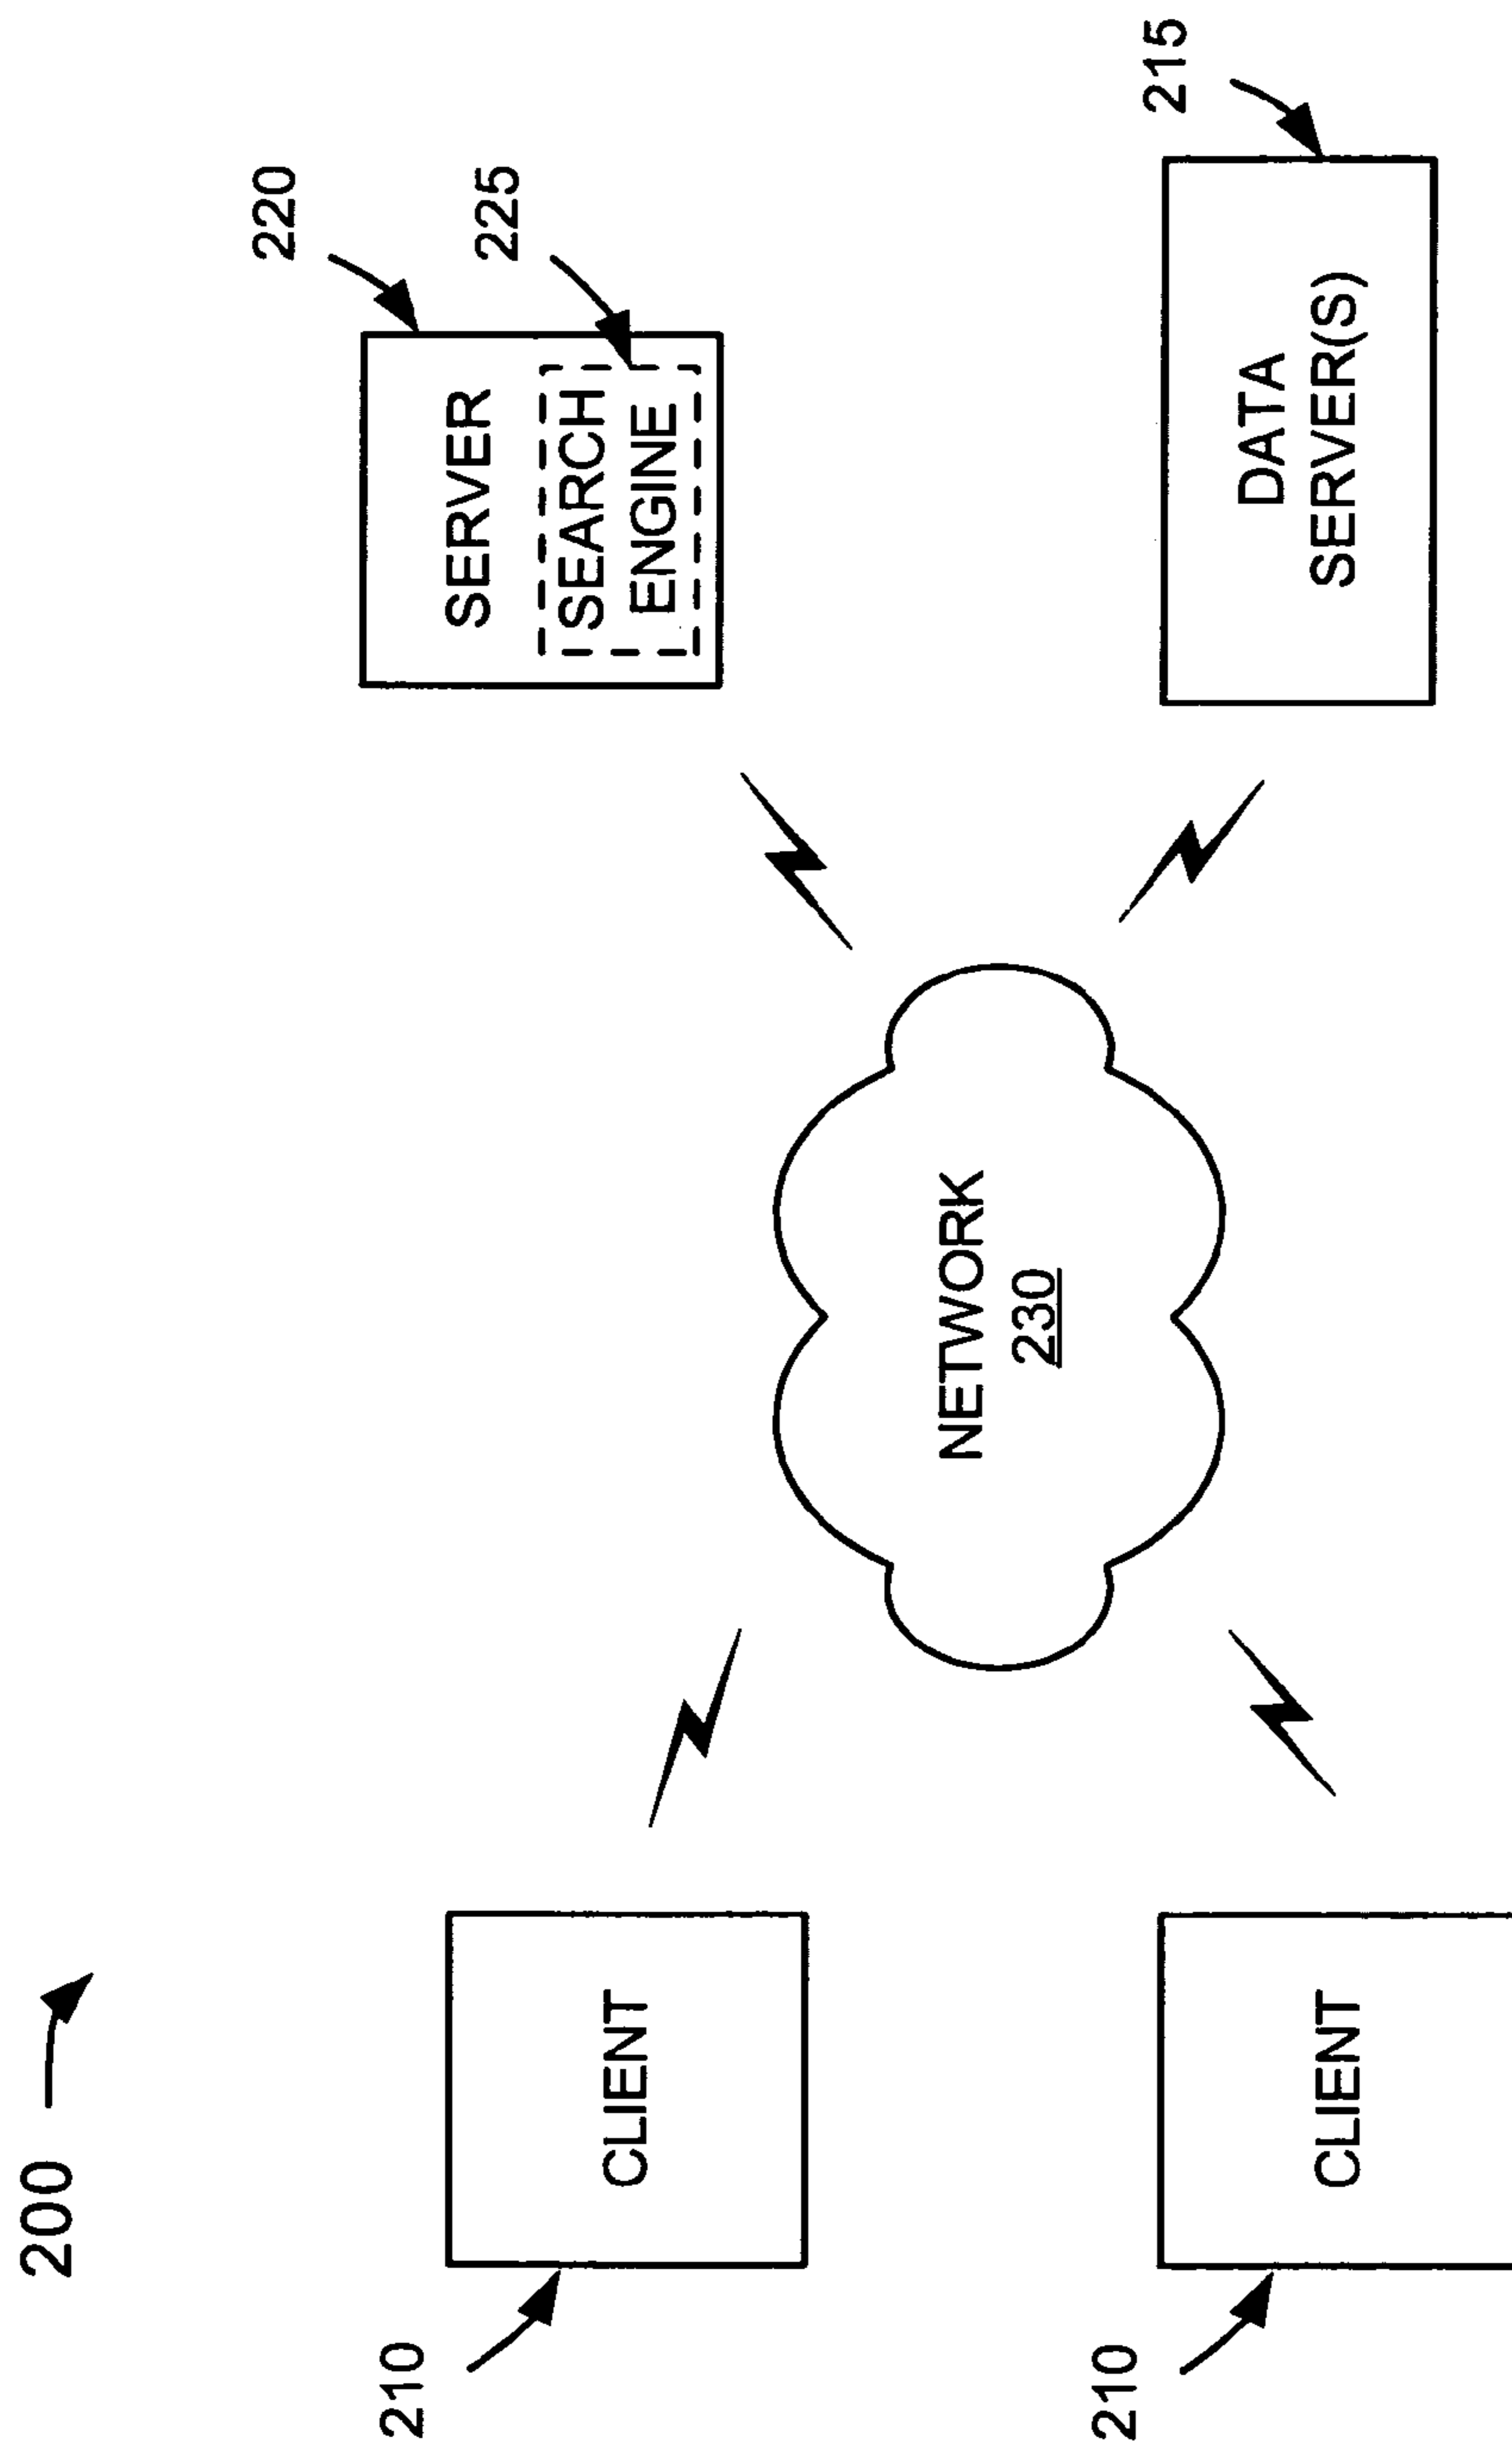 200
220
210
SERVER
225
CLIENT
SEARCH
ENGINE
NETWORK
230
215
210
DATA
SERVER(S)
CLIENT